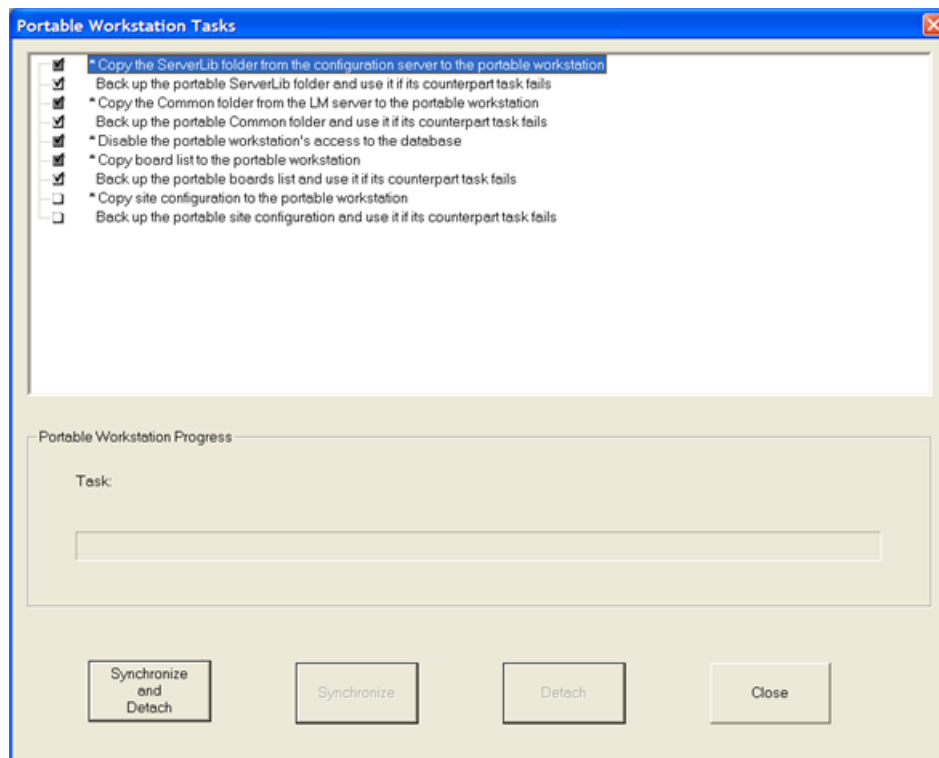 Portable Workstation Tasks
* Copy the ServerLib folder from the configuration server to the portable workstation
Back up the portable ServerLib folder and use it if its counterpart task fails
* Copy the Common folder from the LM server to the portable workstation
Back up the portable Common folder and use it if its counterpart task fails
* Disable the portable workstation's access to the database
* Copy board list to the portable workstation
Back up the portable boards list and use it if its counterpart task fails
* Copy site configuration to the portable workstation
Back up the portable site configuration and use it if its counterpart task fails
Portable Workstation Progress
Task:
Synchronize
and
Detach
Synchronize
Detach
Close